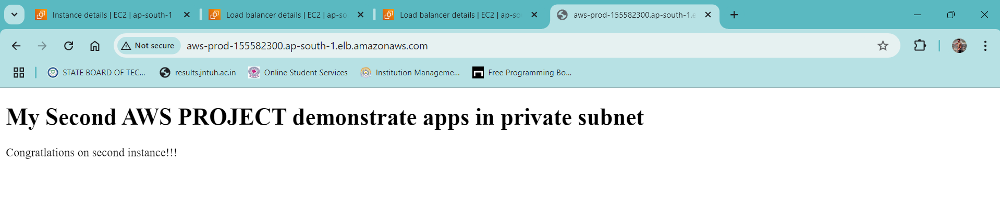 Instance details | EC2 | ap-south-1
Load balancer details | EC2 | ap-so
Load balancer details | EC2 | ap-so
aws-prod-155582300.ap-south-1.e
Not secure
aws-prod-155582300.ap-south-1.elb.amazonaws.com
STATE BOARD OF TEC...
results.jntuh.ac.in
Online Student Services
Institution Manageme...
Free Programming Bo...
My Second AWS PROJECT demonstrate apps in private subnet
Congratlations on second instance!!!